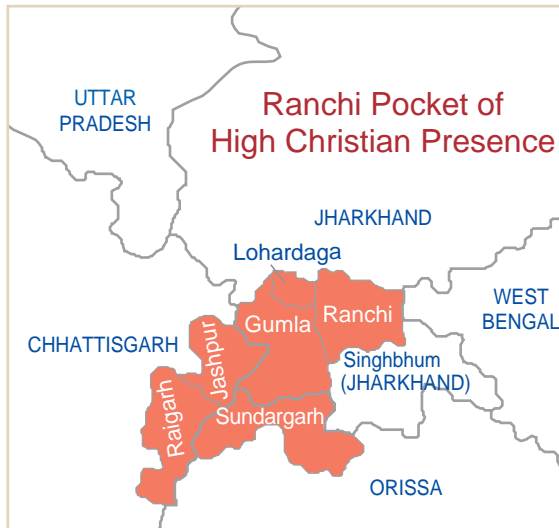 Ranchi Pocket of
High Christian Presence
UTTAR
PRADESH
JHARKHAND
Lohardaga
WEST
BENGAL
Gumla
Ranchi
CHHATTISGARH
Jashpur
Singhbhum
(JHARKHAND)
Raigarh
Sundargarh
ORISSA